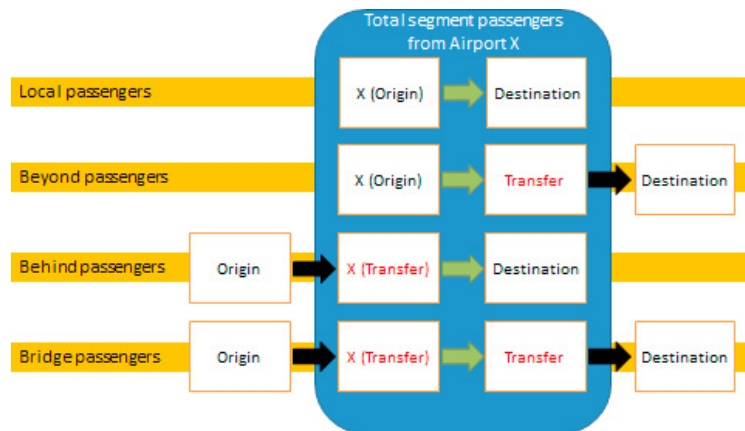 Total segment passengers
from Airport X
Local passengers
X (Origin)
Destination
Beyond passengers
X (Origin)
Transfer
Destination
Behind passengers
Origin
X (Transfer)
Destination
Bridge passengers
Origin
X (Transfer)
Transfer
Destination